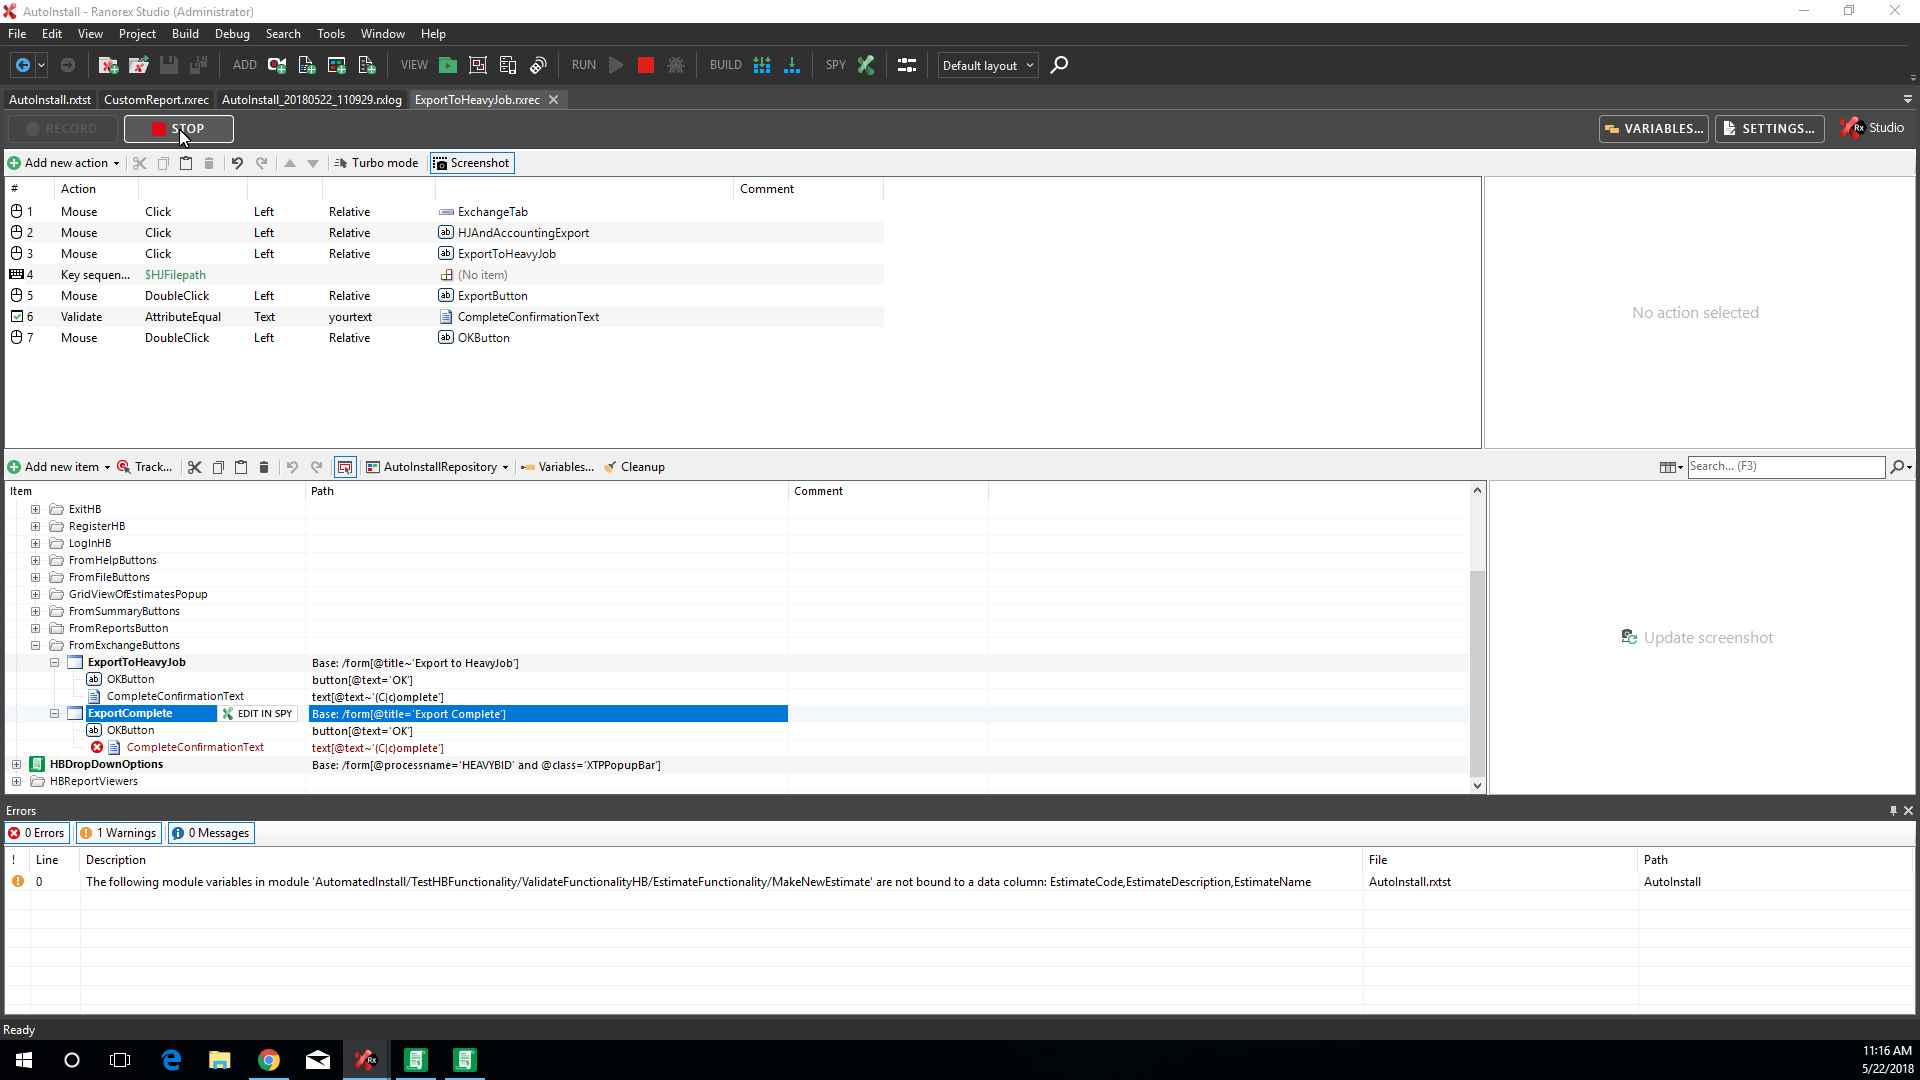 AutoInstall - Ranorex Studio (Administrator)
File Edit View Project Build Debug Search Tools Window Help
ADD VIEW RUN BUILD SPY Default layout
AutoInstall.rxtst CustomReport.rxrec AutoInstall_20180522_110929.rxlog ExportToHeavyJob.rxrec
RECORD STOP VARIABLES... SETTINGS... Rx Studio
Add new action Turbo mode Screenshot
# Action Comment
1 Mouse Click Left Relative ExchangeTab
2 Mouse Click Left Relative HJAndAccountingExport
3 Mouse Click Left Relative ExportToHeavyJob
4 Key sequen... $HJFilepath (No item)
5 Mouse DoubleClick Left Relative ExportButton
6 Validate AttributeEqual Text yourtext CompleteConfirmationText
7 Mouse DoubleClick Left Relative OKButton
No action selected
Add new item Track... AutoInstallRepository Variables... Cleanup Search... (F3)
Item Path Comment
ExitHB
RegisterHB
LogInHB
FromHelpButtons
FromFileButtons
GridViewOfEstimatesPopup
FromSummaryButtons
FromReportsButton
FromExchangeButtons
ExportToHeavyJob Base: /form[@title~'Export to HeavyJob']
OKButton button[@text='OK']
CompleteConfirmationText text[@text~'(C|c)omplete']
ExportComplete EDIT IN SPY Base: /form[@title='Export Complete']
OKButton button[@text='OK']
CompleteConfirmationText text[@text~'(C|c)omplete']
HBDropDownOptions Base: /form[@processname='HEAVYBID' and @class='XTPPopupBar']
HBReportViewers
Update screenshot
Errors
0 Errors 1 Warnings 0 Messages
! Line Description File Path
0 The following module variables in module 'AutomatedInstall/TestHBFunctionality/ValidateFunctionalityHB/EstimateFunctionality/MakeNewEstimate' are not bound to a data column: EstimateCode,EstimateDescription,EstimateName AutoInstall.rxtst AutoInstall
Ready
11:16 AM
5/22/2018